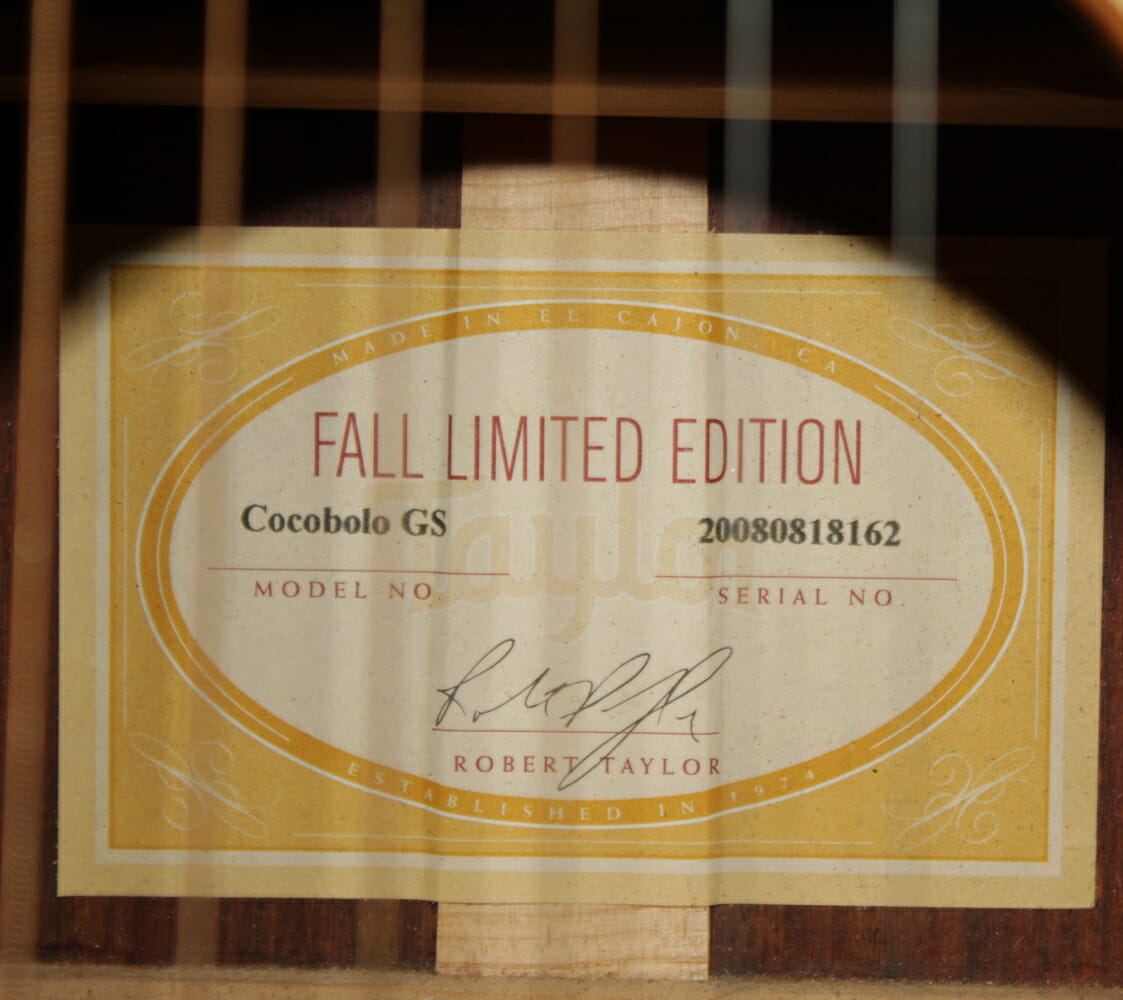 MADE IN EL CAJON, CA
FALL LIMITED EDITION
Taylor
Cocobolo GS 20080818162
MODEL NO. SERIAL NO.
ROBERT TAYLOR
ESTABLISHED IN 1974